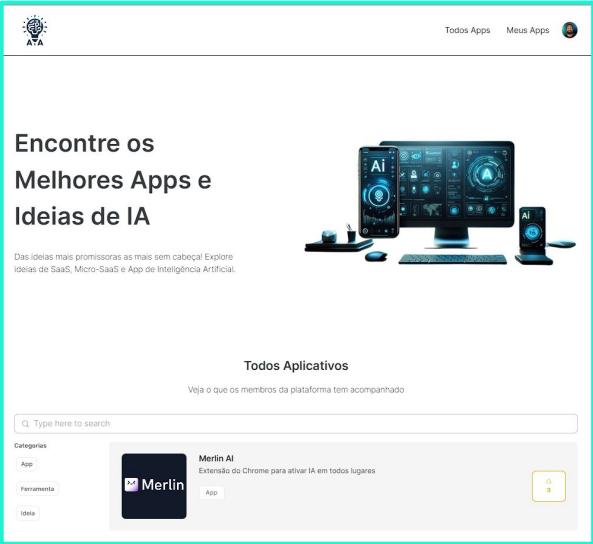 AIA
Todos Apps Meus Apps
Encontre os
Melhores Apps e
Ideias de IA
Das ideias mais promissoras as mais sem cabeça! Explore
ideias de SaaS, Micro-SaaS e App de Inteligência Artificial.
Ai
A
Ai
Todos Aplicativos
Veja o que os membros da plataforma tem acompanhado
Type here to search
Categorias
App
Ferramenta
Ideia
Merlin
Merlin AI
Extensão do Chrome para ativar IA em todos lugares
App
3